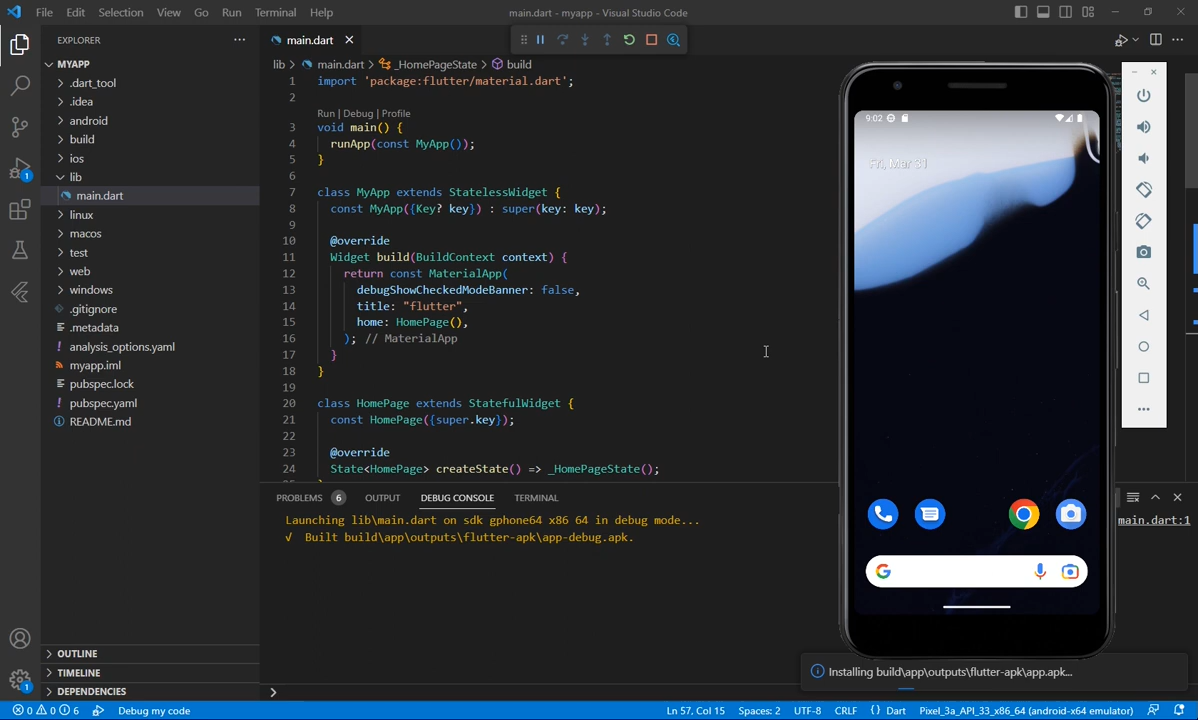 File Edit Selection View Go Run Terminal Help
main.dart - myapp - Visual Studio Code
EXPLORER
MYAPP
.dart_tool
.idea
android
build
ios
lib
main.dart
linux
macos
test
web
windows
.gitignore
.metadata
analysis_options.yaml
myapp.iml
pubspec.lock
pubspec.yaml
README.md
OUTLINE
TIMELINE
DEPENDENCIES
1
1
main.dart
lib > main.dart > _HomePageState > build
1 import 'package:flutter/material.dart';
2
Run | Debug | Profile
3 void main() {
4 runApp(const MyApp());
5 }
6
7 class MyApp extends StatelessWidget {
8 const MyApp({Key? key}) : super(key: key);
9
10 @override
11 Widget build(BuildContext context) {
12 return const MaterialApp(
13 debugShowCheckedModeBanner: false,
14 title: "flutter",
15 home: HomePage(),
16 ); // MaterialApp
17 }
18 }
19
20 class HomePage extends StatefulWidget {
21 const HomePage({super.key});
22
23 @override
24 State<HomePage> createState() => _HomePageState();
PROBLEMS 6 OUTPUT DEBUG CONSOLE TERMINAL
Launching lib\main.dart on sdk gphone64 x86 64 in debug mode...
√ Built build\app\outputs\flutter-apk\app-debug.apk.
main.dart:1
9:02
Fri, Mar 31
Installing build\app\outputs\flutter-apk\app.apk...
0 0 6 Debug my code
Ln 57, Col 15 Spaces: 2 UTF-8 CRLF {} Dart Pixel_3a_API_33_x86_64 (android-x64 emulator)